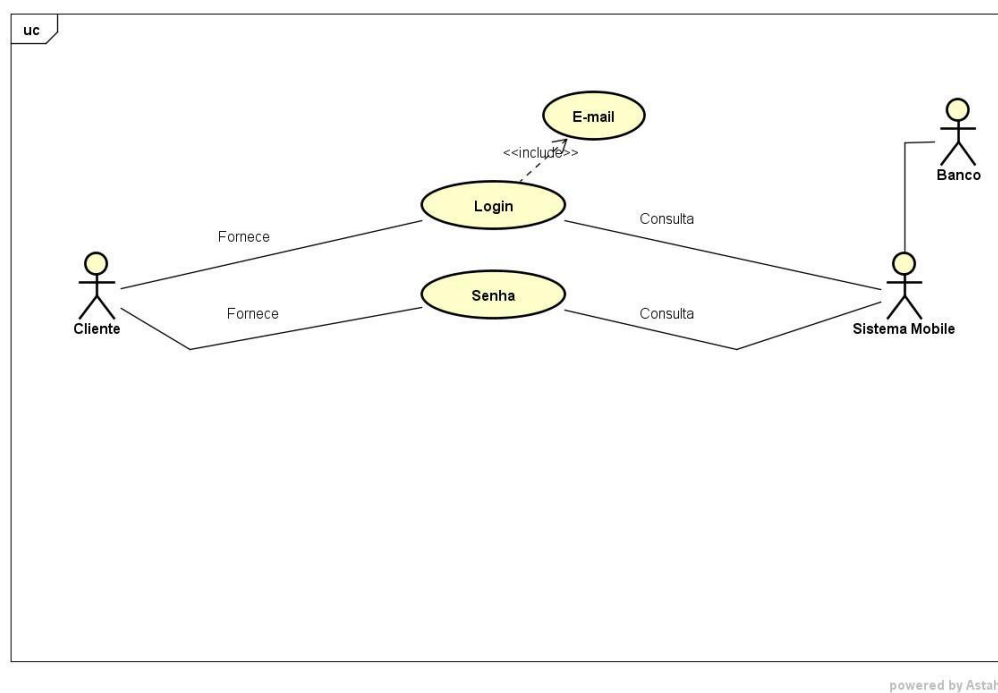 uc
E-mail
<<include>>
Banco
Login
Consulta
Fornece
Senha
Fornece
Consulta
Cliente
Sistema Mobile
powered by Astah